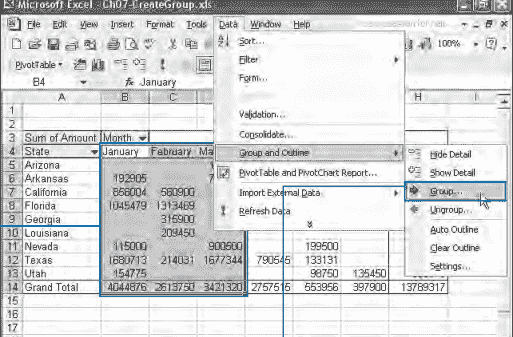 Microsoft Excel - Ch07-CreateGroup.xls
File Edit View Insert Format Tools Data Window Help
100%
PivotTable
B4 fx January
A B C H
1
2
3 Sum of Amount Month
4 State January February
5 Arizona
6 Arkansas 192905
7 California 868004 560900
8 Florida 1045479 1313469
9 Georgia 316900
10 Louisiana 209450
11 Nevada 115000 900500 199500
12 Texas 1680713 214031 1677344 790545 133131
13 Utah 154775 98750 135450
14 Grand Total 4044876 2613750 3421320 2757515 553956 397900 13789317
15
16
17
Sort...
Filter
Form...
Validation...
Consolidate...
Group and Outline
PivotTable and PivotChart Report...
Import External Data
Refresh Data
Hide Detail
Show Detail
Group...
Ungroup...
Auto Outline
Clear Outline
Settings...